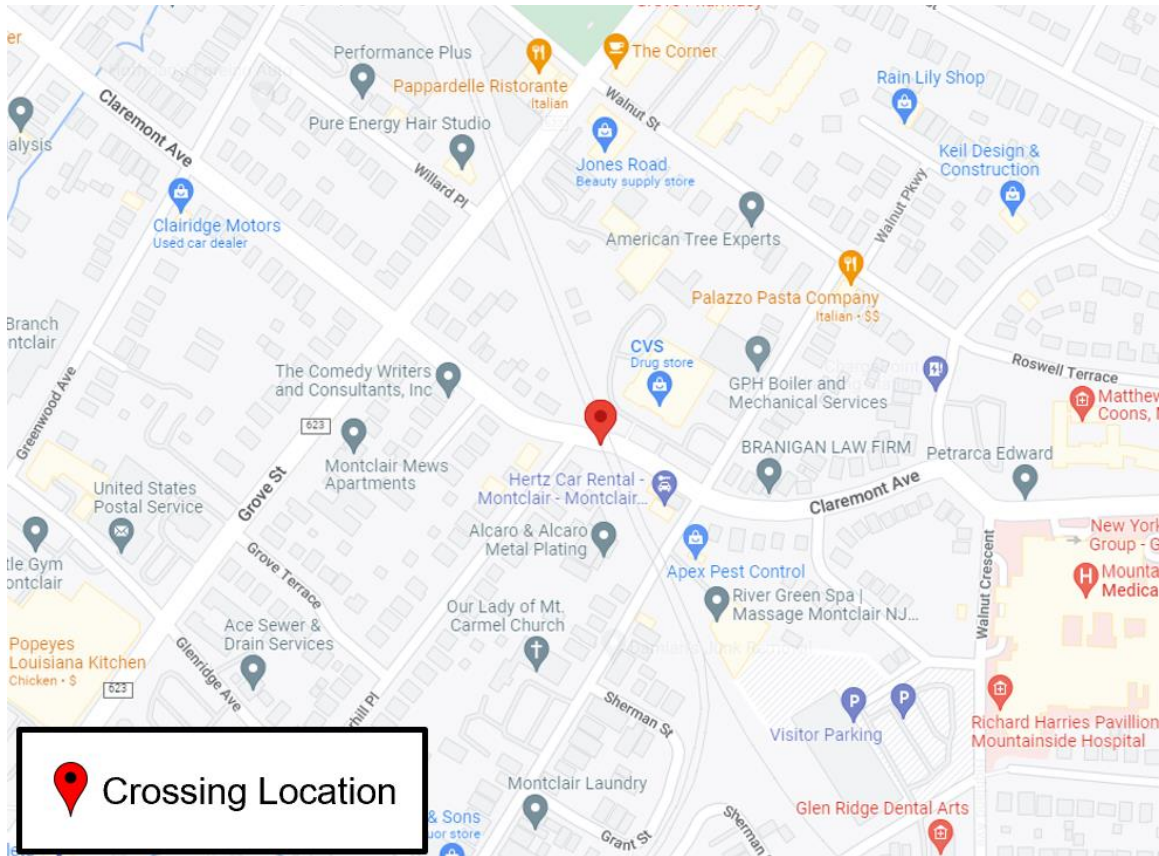 Performance Plus
The Corner
Pappardelle Ristorante
Italian
Rain Lily Shop
Claremont Ave
Walnut St
Pure Energy Hair Studio
Keil Design &
Construction
alysis
Jones Road
Beauty supply store
Willard Pl
Walnut Pkwy
Clairidge Motors
Used car dealer
American Tree Experts
Palazzo Pasta Company
Italian • $$
Branch
ntclair
CVS
Drug store
Roswell Terrace
The Comedy Writers
and Consultants, Inc
GPH Boiler and
Mechanical Services
Matthew
Coons, M
Greenwood Ave
623
Montclair Mews
Apartments
BRANIGAN LAW FIRM
Petrarca Edward
Hertz Car Rental -
Montclair - Montclair...
Claremont Ave
United States
Postal Service
Grove St
Alcaro & Alcaro
Metal Plating
New York
Group - G
tle Gym
ontclair
Apex Pest Control
Mounta
Medica
H
Grove Terrace
River Green Spa |
Massage Montclair NJ...
Our Lady of Mt.
Carmel Church
Walnut Crescent
Ace Sewer &
Drain Services
Popeyes
Louisiana Kitchen
Chicken • $
623
Glenridge Ave
rhill Pl
Sherman St
P
P
Visitor Parking
Richard Harries Pavillion
Mountainside Hospital
Crossing Location
Montclair Laundry
& Sons
uor store
Grant St
Sherman
Glen Ridge Dental Arts